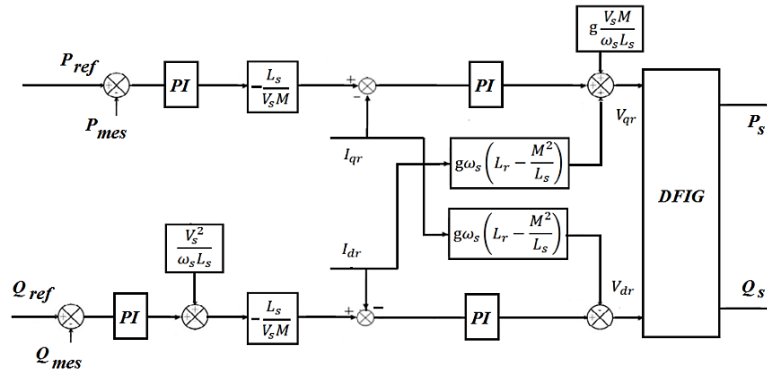 g V_s M / ω_s L_s
P_ref
+
-
PI
- L_s / V_s M
+
−
PI
+
+
+
P_mes
V_qr
P_s
I_qr
gω_s ( L_r − M² / L_s )
DFIG
V_s² / ω_s L_s
gω_s ( L_r − M² / L_s )
I_dr
V_dr
Q_ref
+
-
PI
+
+
- L_s / V_s M
+
−
PI
+
-
Q_s
Q_mes